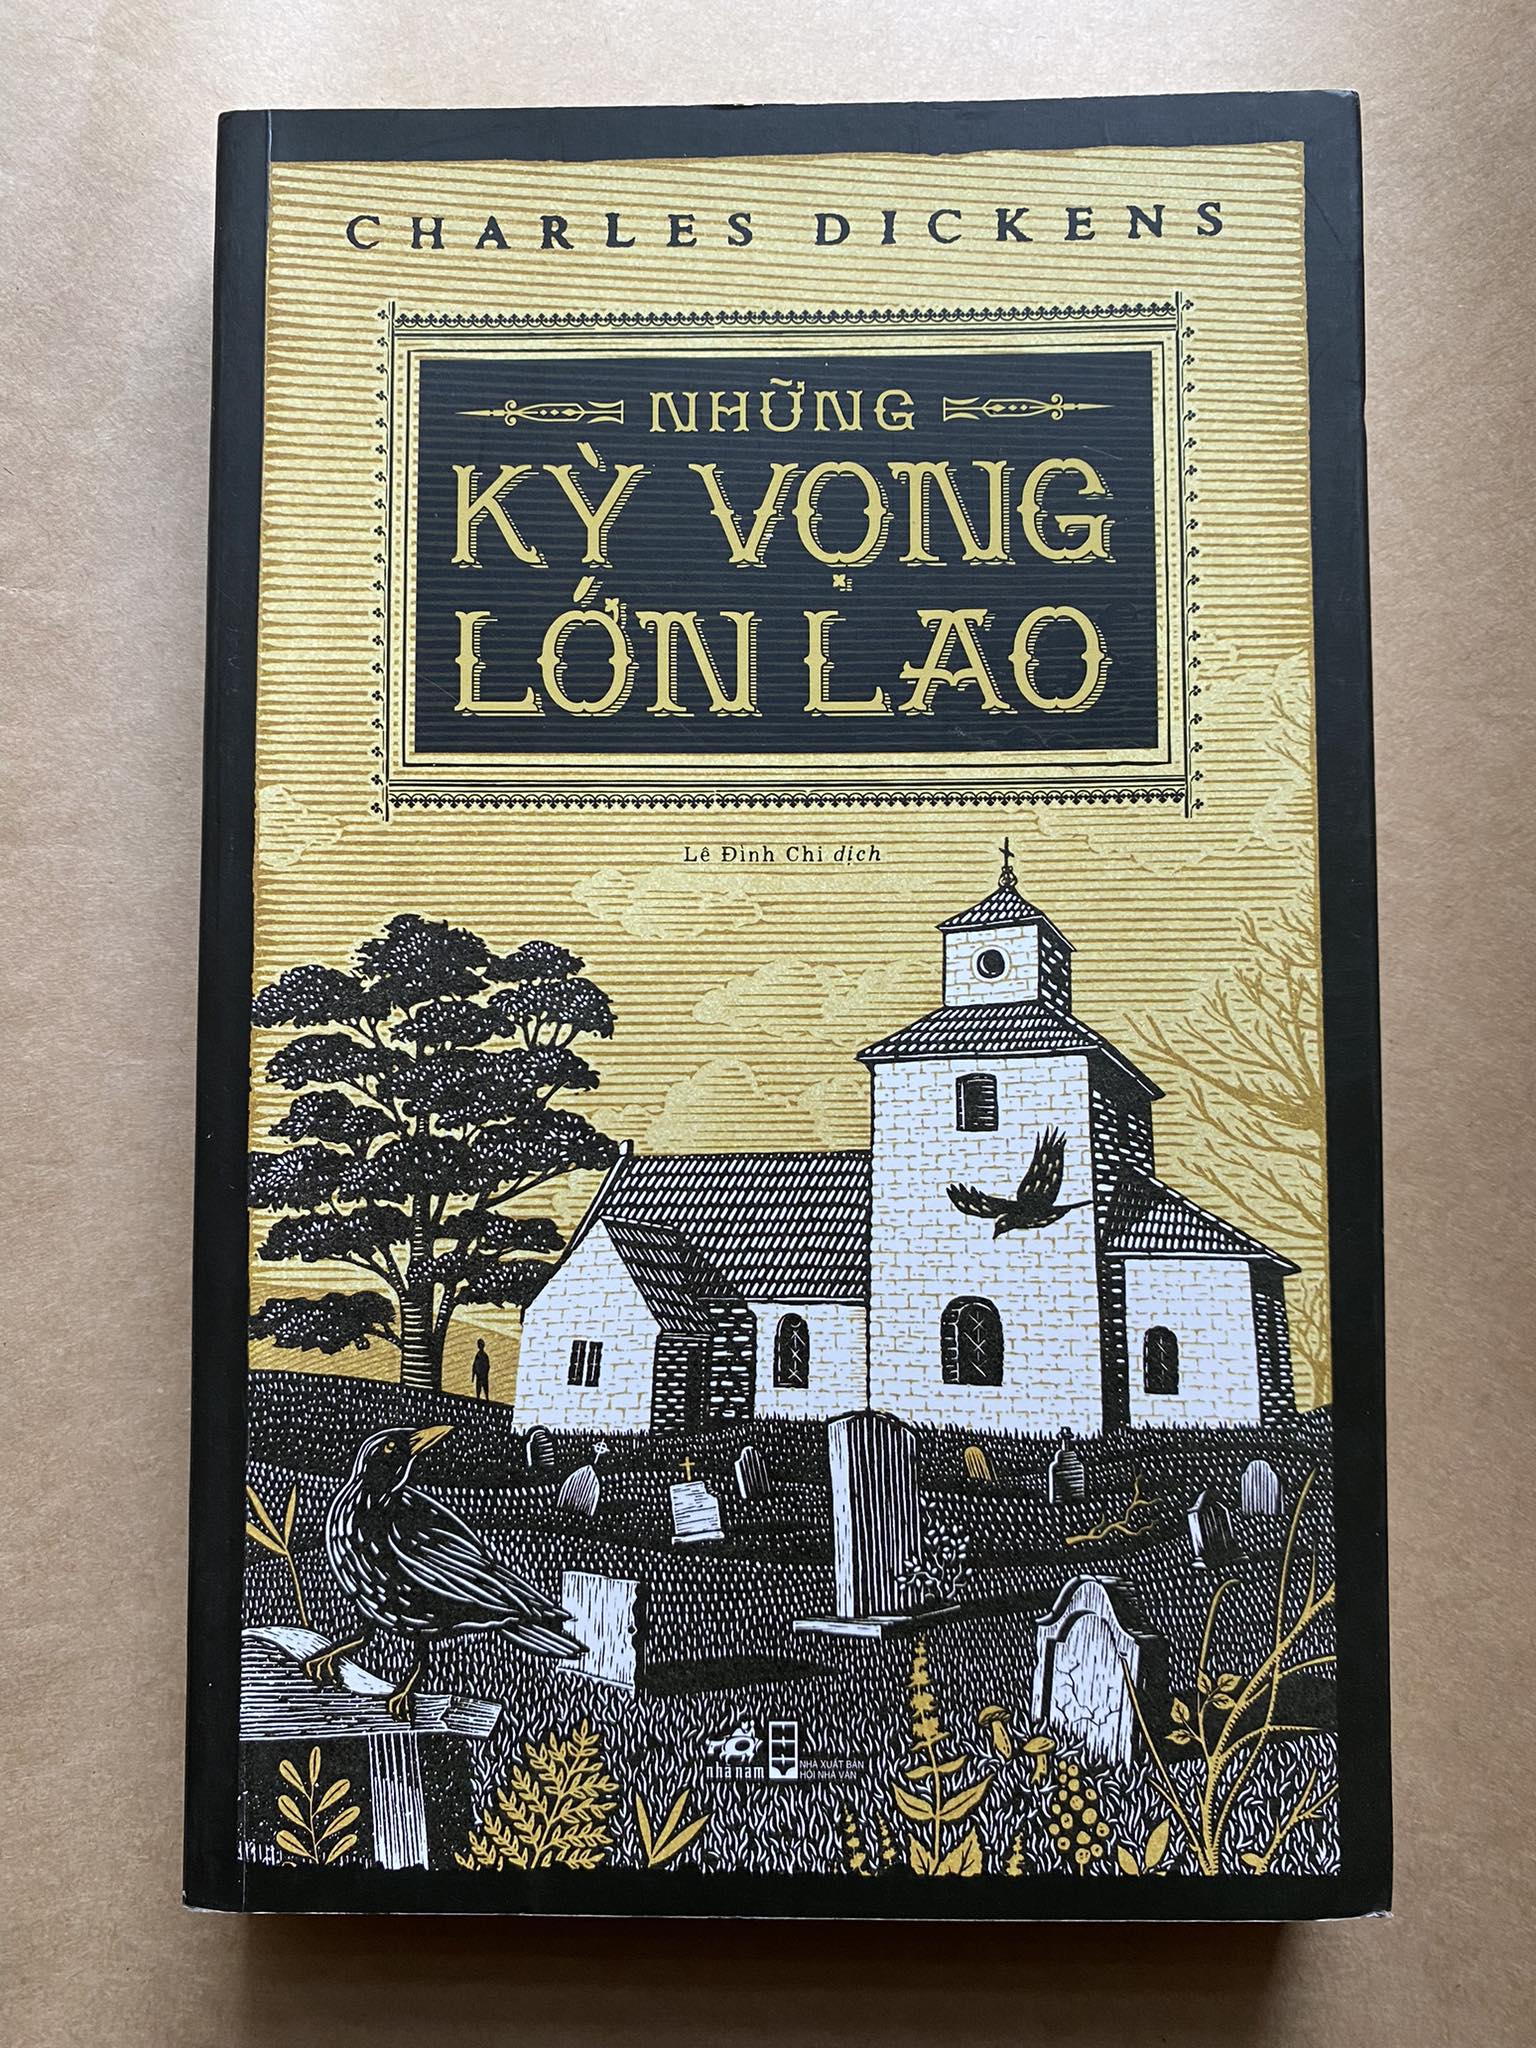 CHARLES DICKENS
NHỮNG
KỲ VỌNG
LỚN LAO
Lê Đình Chi dịch
nhã nam
NHÀ XUẤT BẢN
HỘI NHÀ VĂN